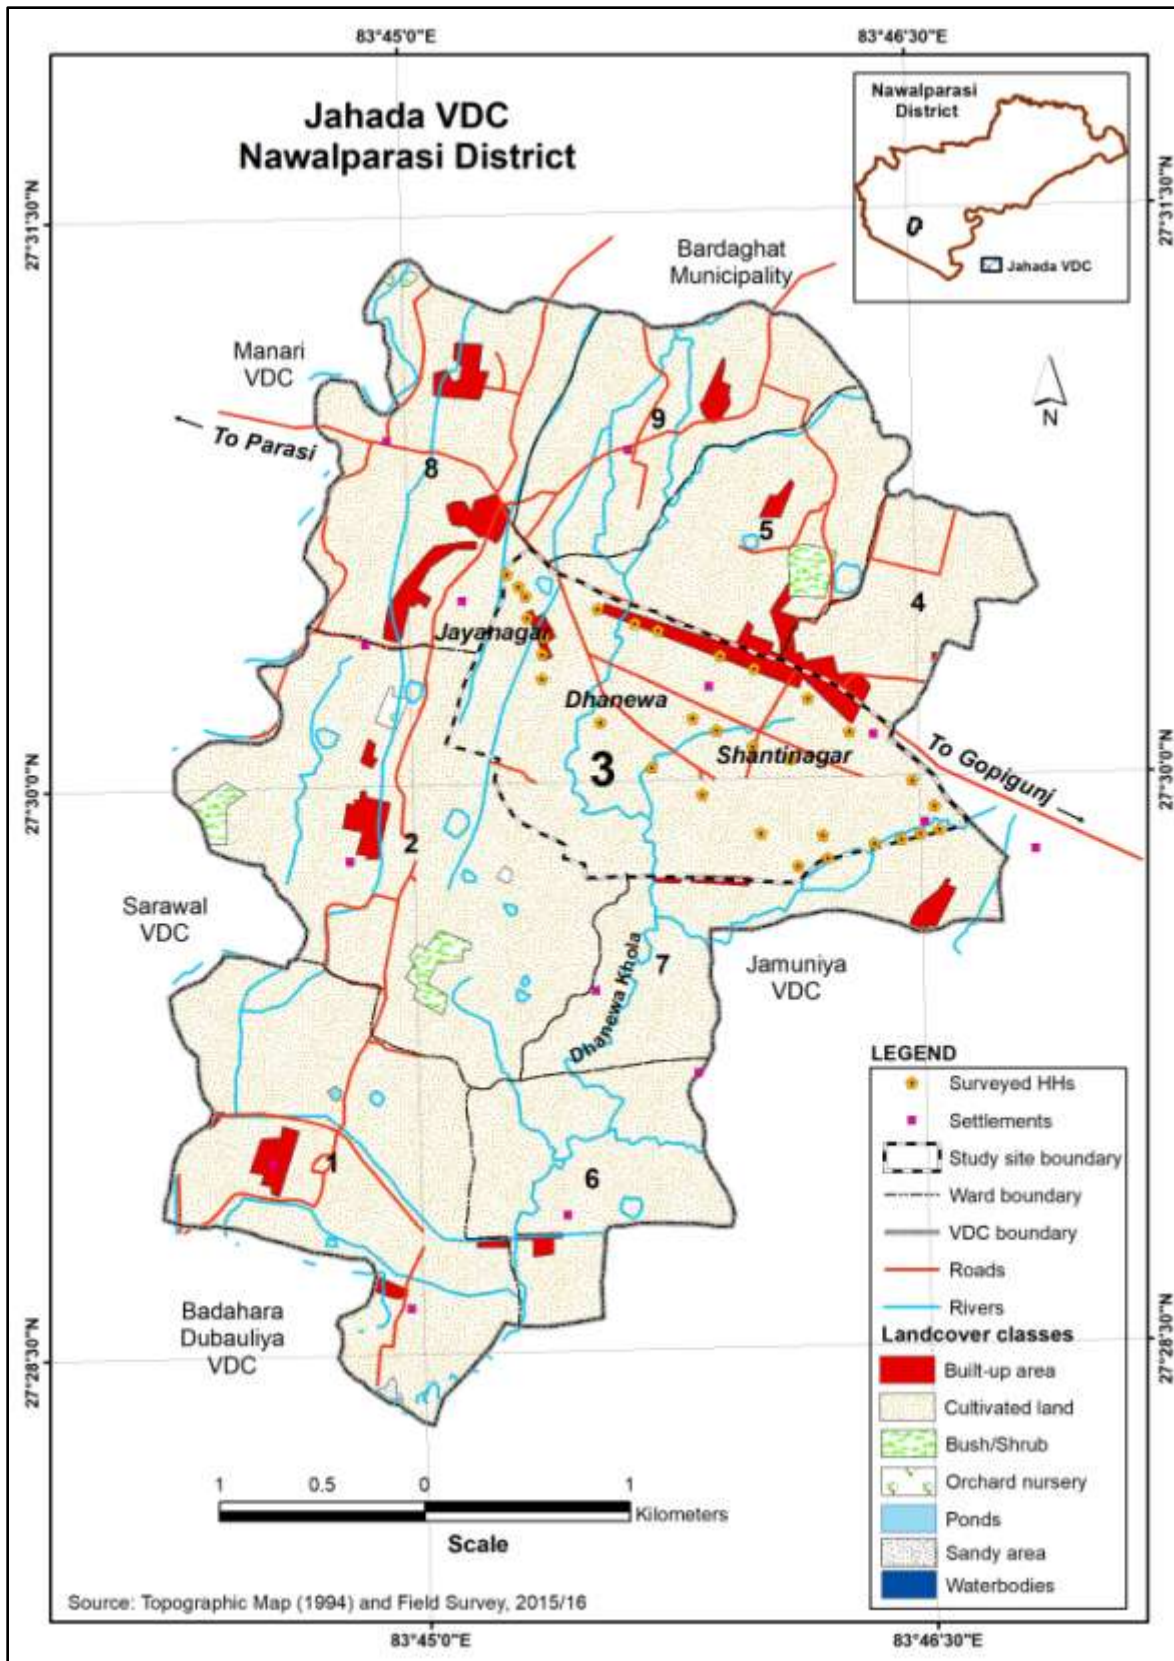 83°45'0"E
83°46'30"E
Jahada VDC
Nawalparasi District
Nawalparasi
District
Jahada VDC
27°31'30"N
27°31'30"N
Bardaghat
Municipality
Manari
VDC
To Parasi
N
9
8
5
4
Jayanagar
Dhanewa
Shantinagar
3
To Gopigunj
27°30'0"N
27°30'0"N
2
Sarawal
VDC
Dhanewa Khola
7
Jamuniya
VDC
1
6
Badahara
Dubauliya
VDC
27°28'30"N
27°28'30"N
LEGEND
Surveyed HHs
Settlements
Study site boundary
Ward boundary
VDC boundary
Roads
Rivers
Landcover classes
Built-up area
Cultivated land
Bush/Shrub
Orchard nursery
Ponds
Sandy area
Waterbodies
1 0.5 0 1
Kilometers
Scale
Source: Topographic Map (1994) and Field Survey, 2015/16
83°45'0"E
83°46'30"E